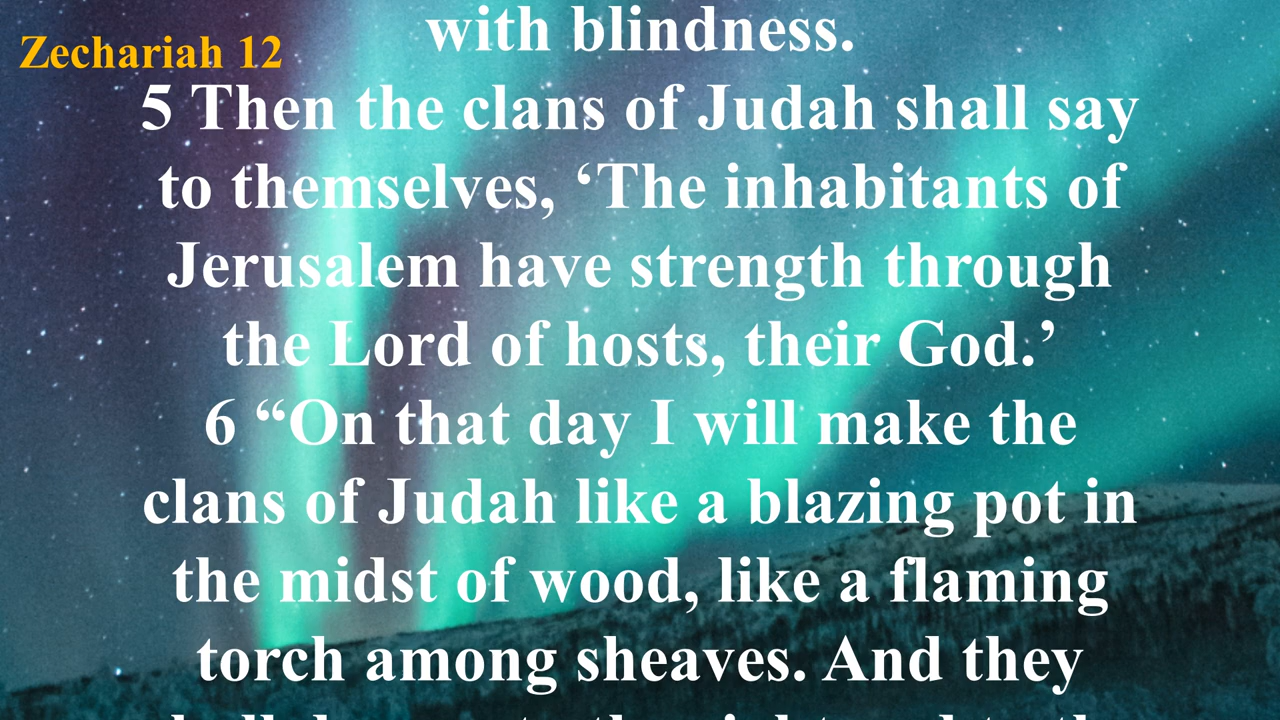 Zechariah 12
with blindness.
5 Then the clans of Judah shall say
to themselves, ‘The inhabitants of
Jerusalem have strength through
the Lord of hosts, their God.’
6 “On that day I will make the
clans of Judah like a blazing pot in
the midst of wood, like a flaming
torch among sheaves. And they